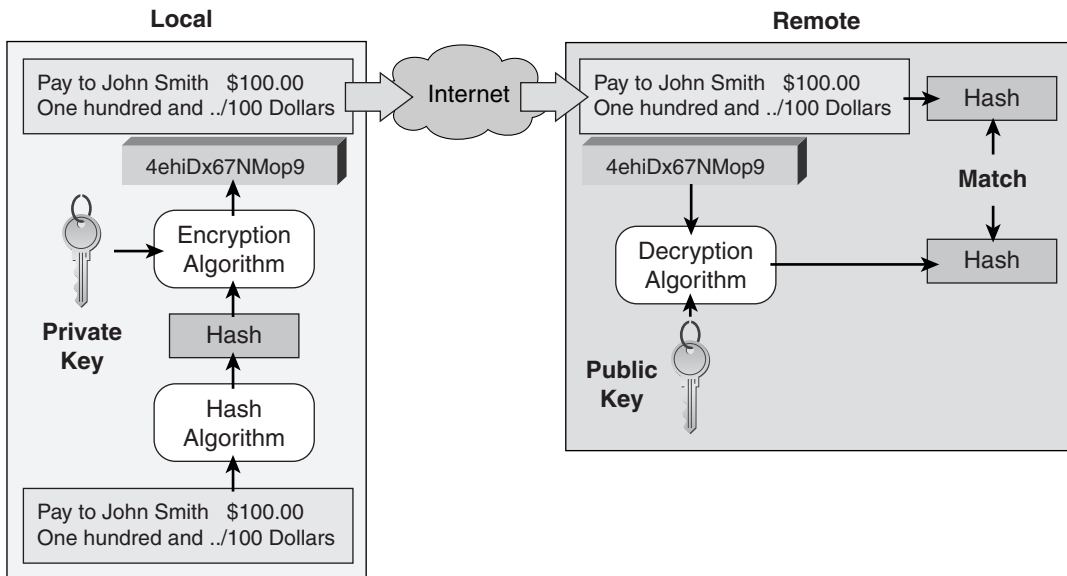 Local
Pay to John Smith $100.00
One hundred and ../100 Dollars
4ehiDx67NMop9
Encryption
Algorithm
Private
Key
Hash
Hash
Algorithm
Pay to John Smith $100.00
One hundred and ../100 Dollars
Internet
Remote
Pay to John Smith $100.00
One hundred and ../100 Dollars
Hash
4ehiDx67NMop9
Match
Decryption
Algorithm
Hash
Public
Key